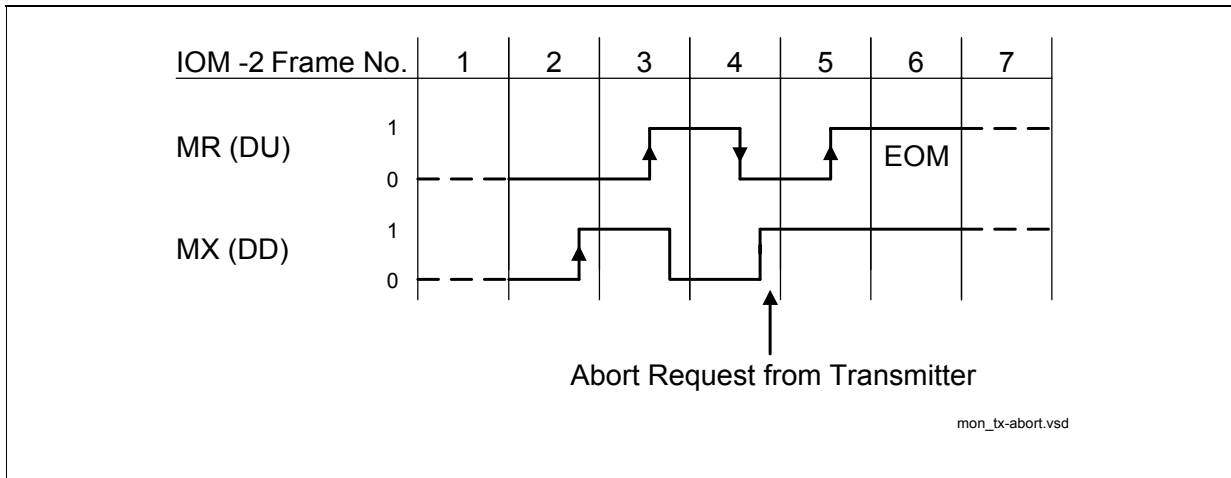 IOM -2 Frame No. 1 2 3 4 5 6 7
1
MR (DU)
0
EOM
1
MX (DD)
0
Abort Request from Transmitter
mon_tx-abort.vsd